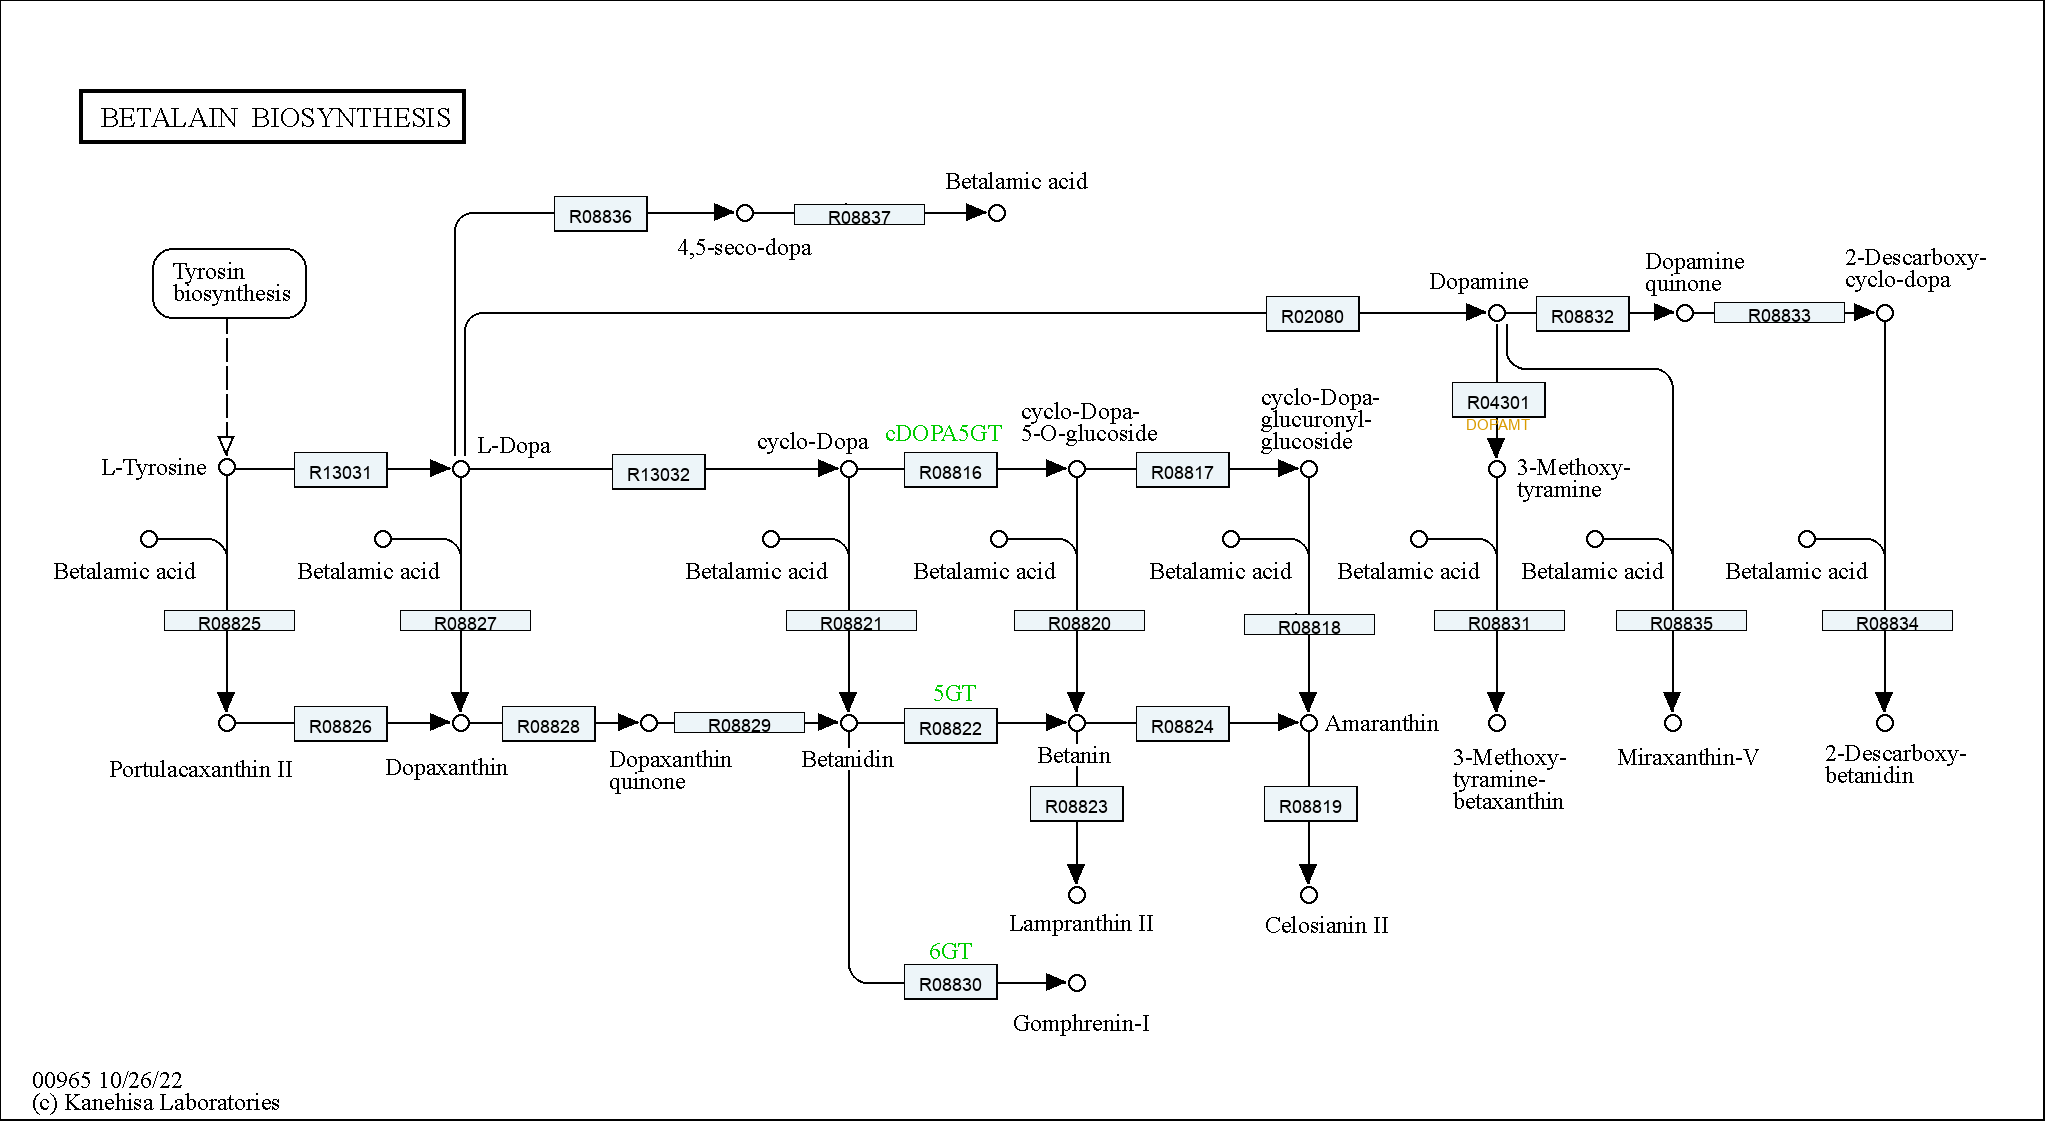 BETALAIN BIOSYNTHESIS
Betalamic acid
R08836
R08837
4,5-seco-dopa
Tyrosin
biosynthesis
Dopamine
Dopamine
quinone
2-Descarboxy-
cyclo-dopa
R02080
R08832
R08833
R04301
DOPAMT
L-Tyrosine
R13031
L-Dopa
R13032
cyclo-Dopa
cDOPA5GT
R08816
cyclo-Dopa-
5-O-glucoside
R08817
cyclo-Dopa-
glucuronyl-
glucoside
3-Methoxy-
tyramine
Betalamic acid
Betalamic acid
Betalamic acid
Betalamic acid
Betalamic acid
Betalamic acid
Betalamic acid
Betalamic acid
R08825
R08827
R08821
R08820
R08818
R08831
R08835
R08834
5GT
R08826
R08828
R08829
R08822
R08824
Amaranthin
Portulacaxanthin II
Dopaxanthin
Dopaxanthin
quinone
Betanidin
Betanin
3-Methoxy-
tyramine-
betaxanthin
Miraxanthin-V
2-Descarboxy-
betanidin
R08823
R08819
Lampranthin II
Celosianin II
6GT
R08830
Gomphrenin-I
00965 10/26/22
(c) Kanehisa Laboratories